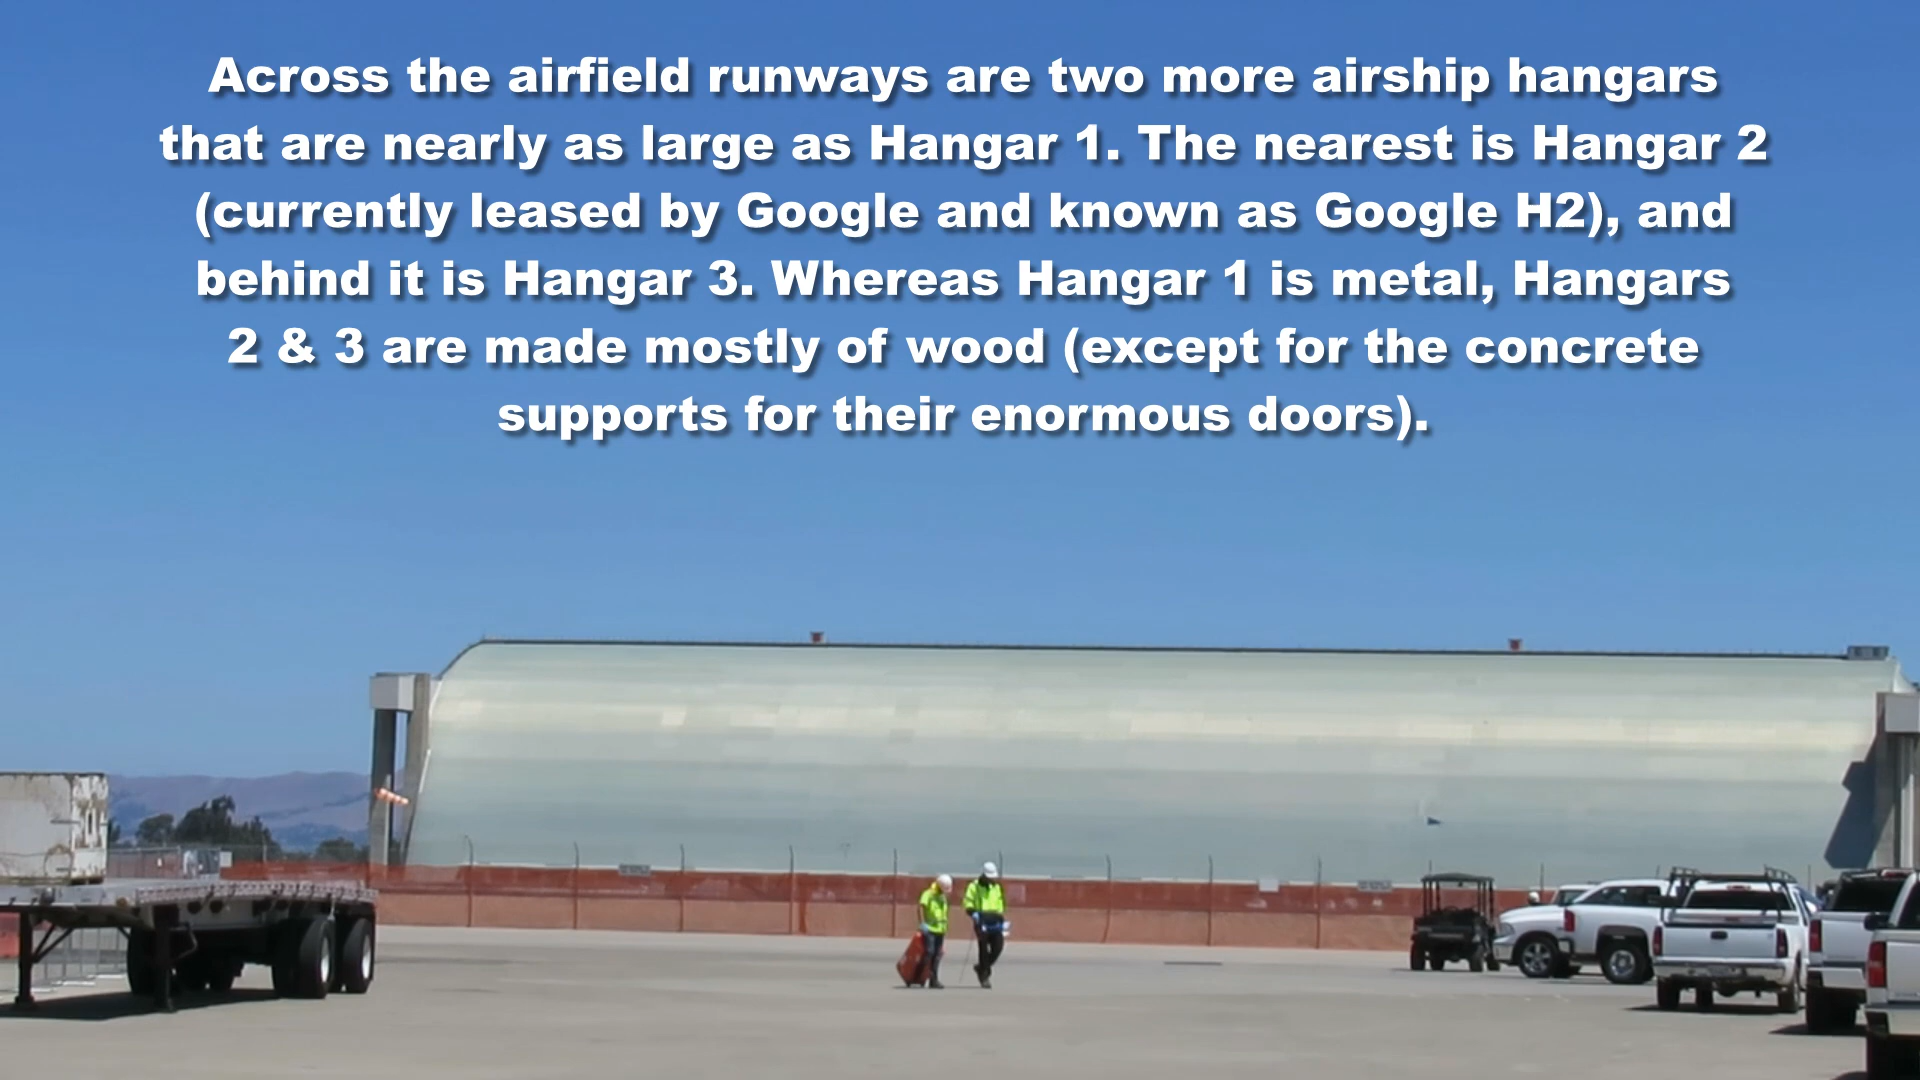 Across the airfield runways are two more airship hangars
that are nearly as large as Hangar 1. The nearest is Hangar 2
(currently leased by Google and known as Google H2), and
behind it is Hangar 3. Whereas Hangar 1 is metal, Hangars
2 & 3 are made mostly of wood (except for the concrete
supports for their enormous doors).